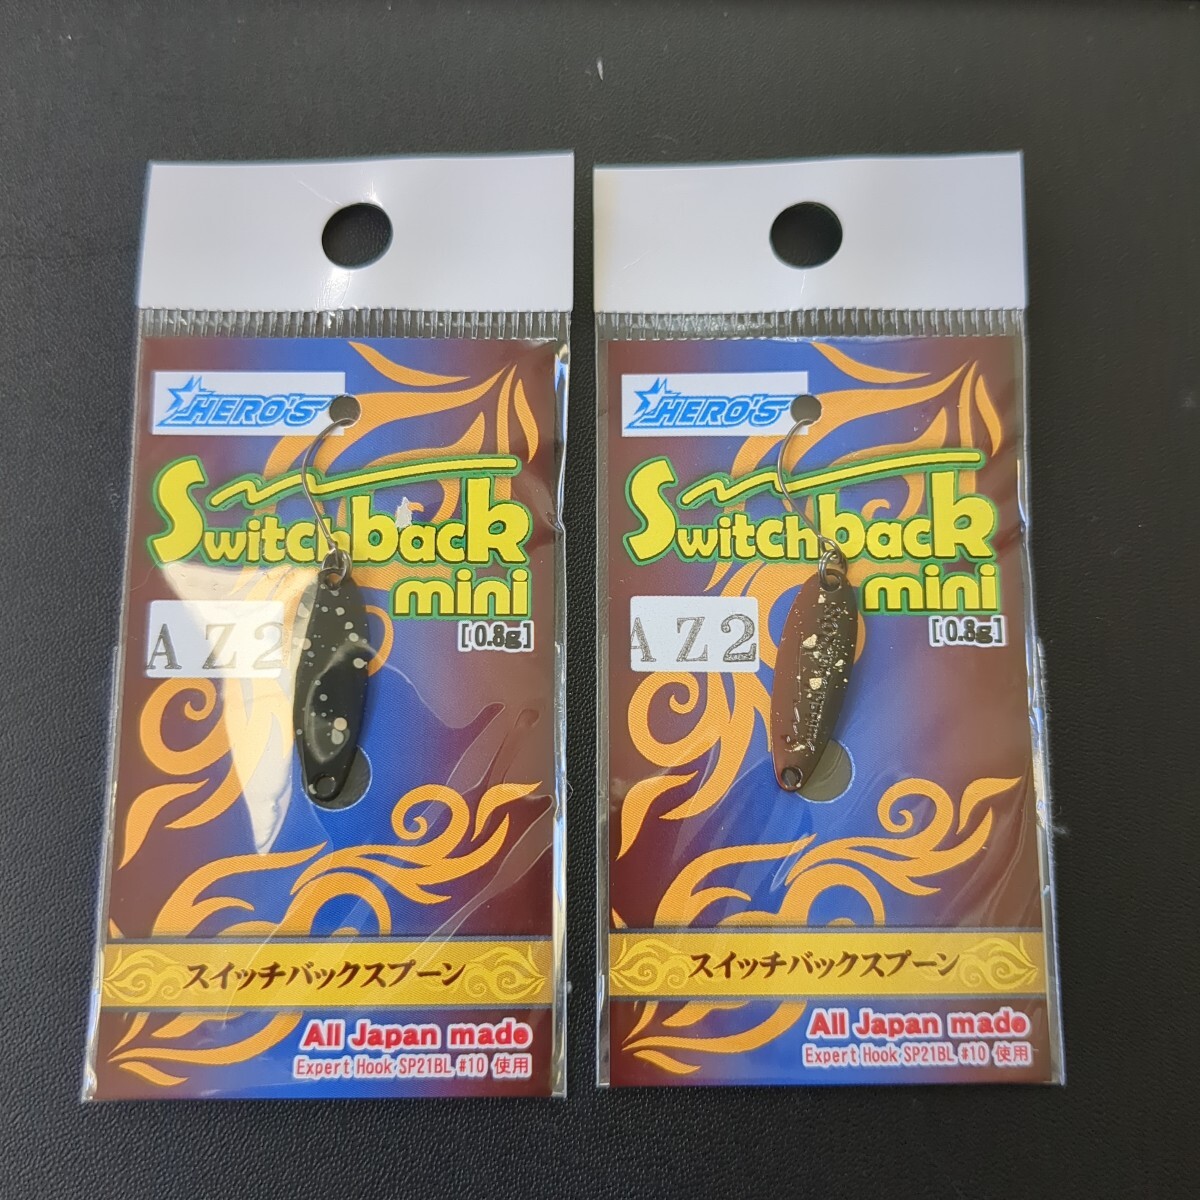 HERO'S
Switchback
mini
[0.8g]
AZ2
スイッチバックスプーン
All Japan made
Expert Hook SP21BL #10 使用
HERO'S
Switchback
mini
[0.8g]
AZ2
スイッチバックスプーン
All Japan made
Expert Hook SP21BL #10 使用